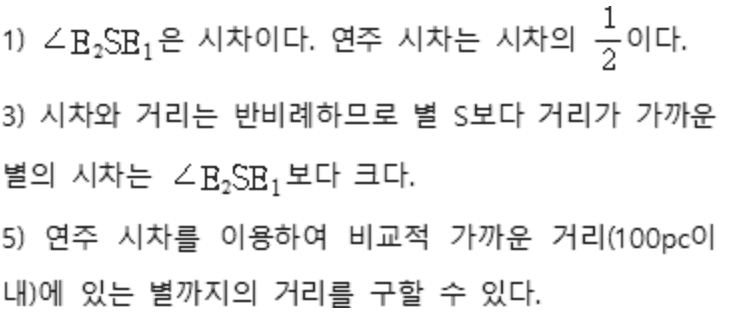 1) ∠E₂SE₁은 시차이다. 연주 시차는 시차의 1/2이다.
3) 시차와 거리는 반비례하므로 별 S보다 거리가 가까운
별의 시차는 ∠E₂SE₁보다 크다.
5) 연주 시차를 이용하여 비교적 가까운 거리(100pc이
내)에 있는 별까지의 거리를 구할 수 있다.